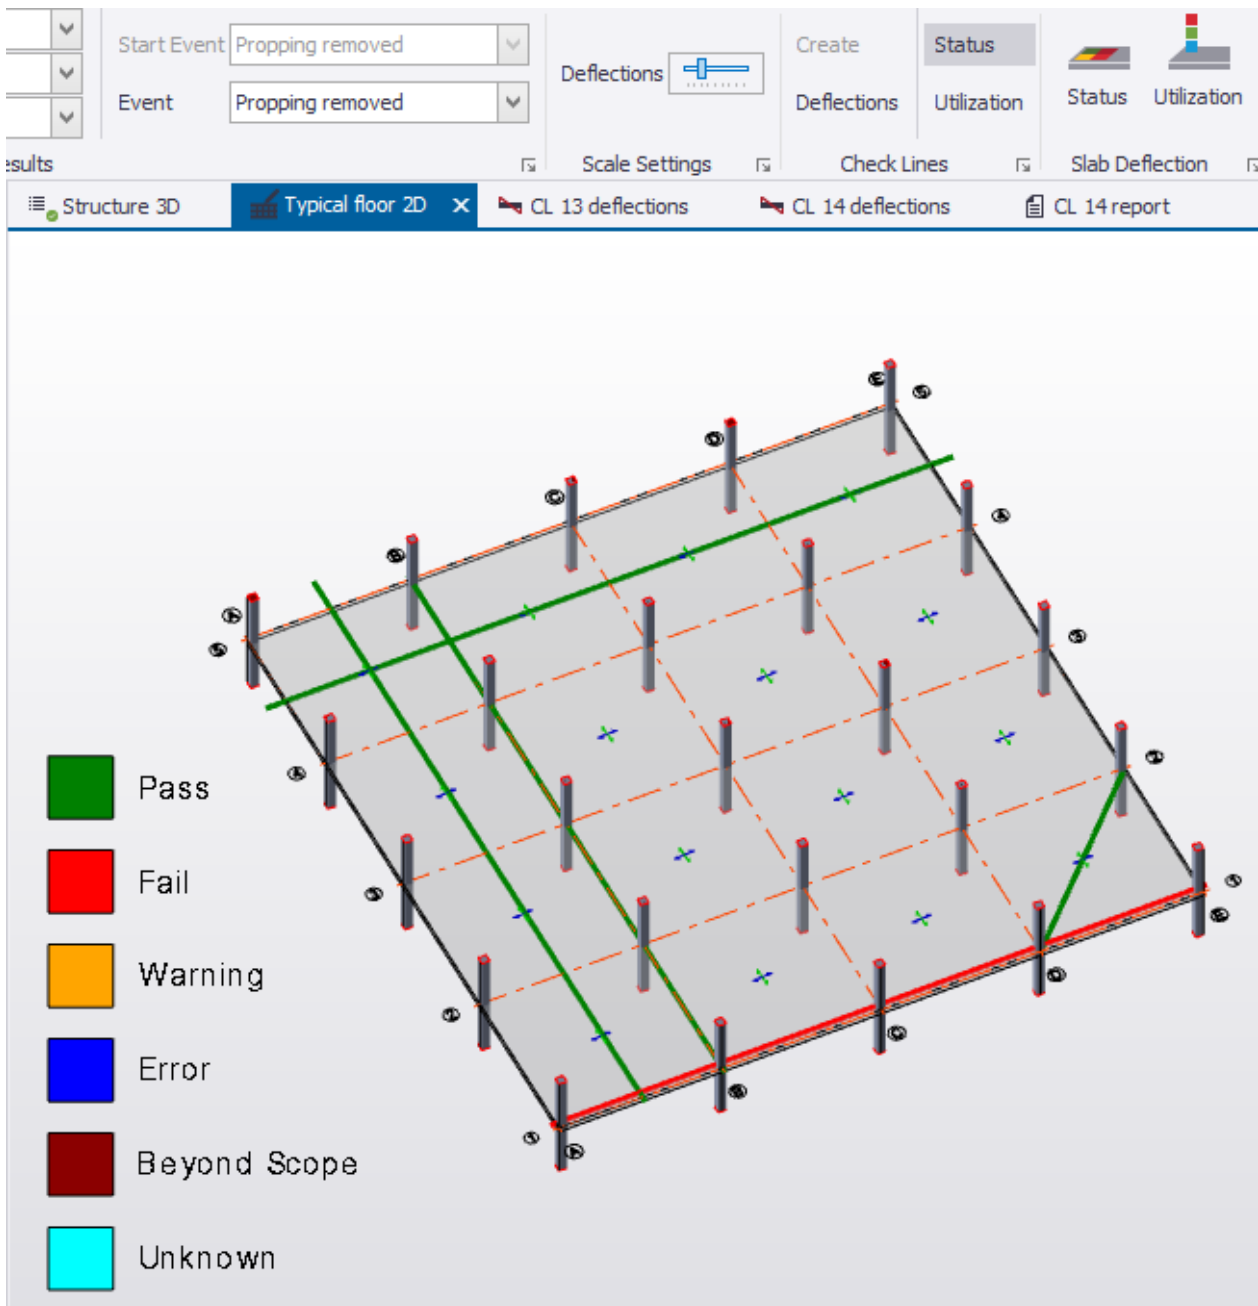 Start Event Propping removed
Event Propping removed
Deflections
Create
Deflections
Status
Utilization
Status
Utilization
esults
Scale Settings
Check Lines
Slab Deflection
Structure 3D
Typical floor 2D
CL 13 deflections
CL 14 deflections
CL 14 report
Pass
Fail
Warning
Error
Beyond Scope
Unknown